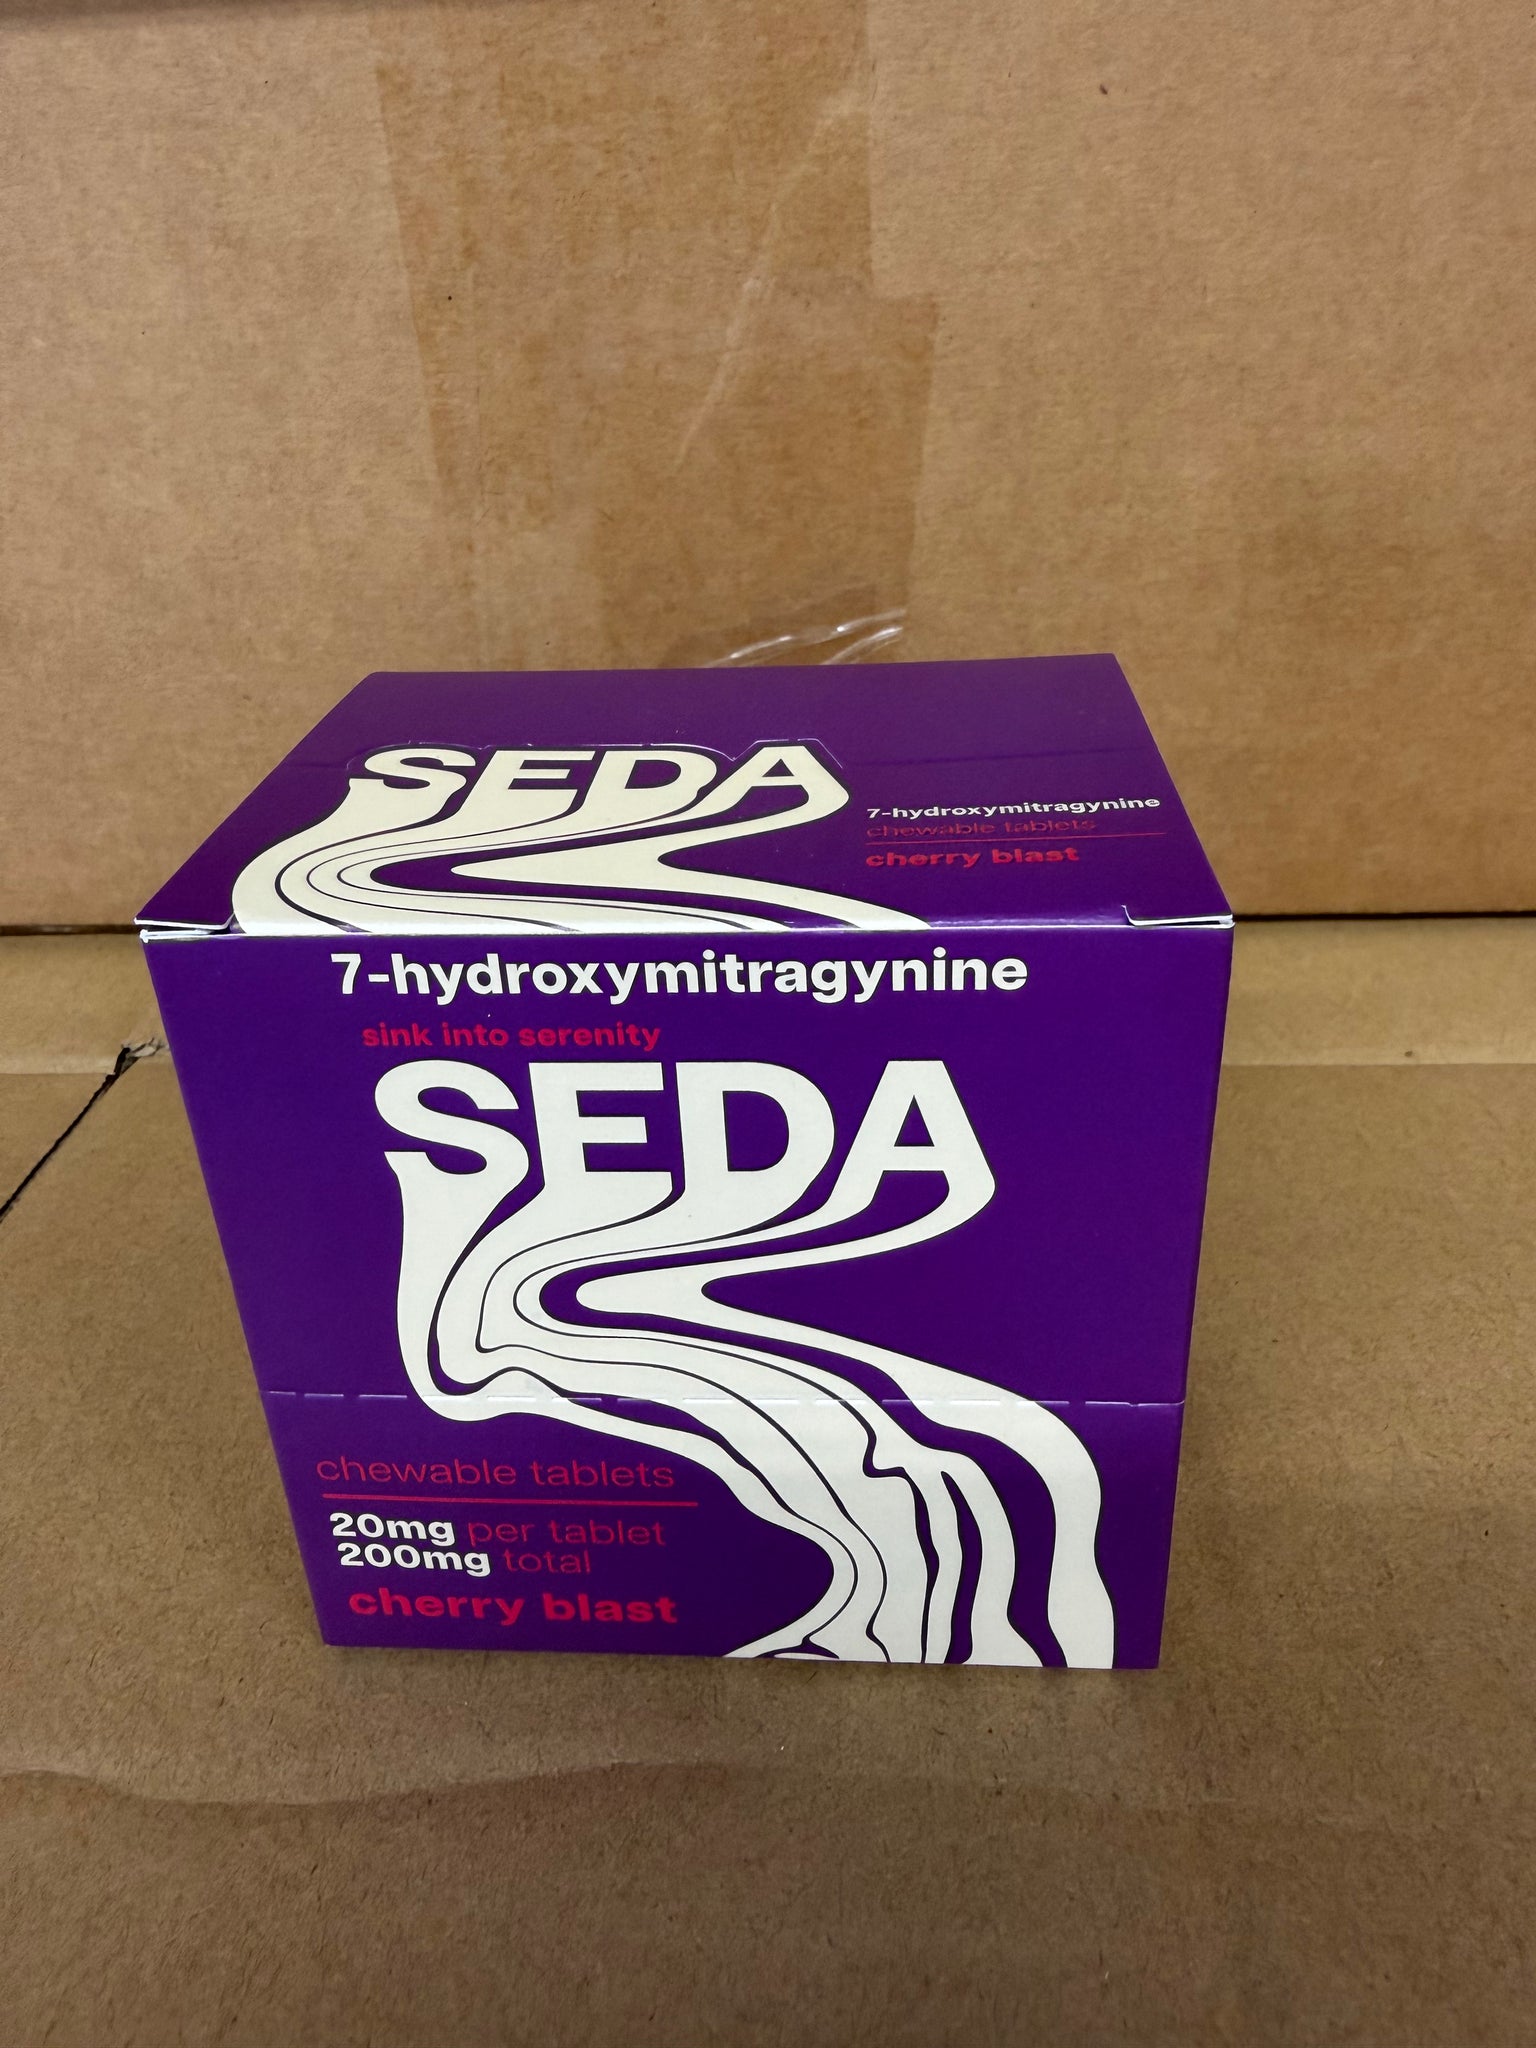 SEDA
7-hydroxymitragynine
chewable tablets
cherry blast
7-hydroxymitragynine
sink into serenity
SEDA
chewable tablets
20mg per tablet
200mg total
cherry blast